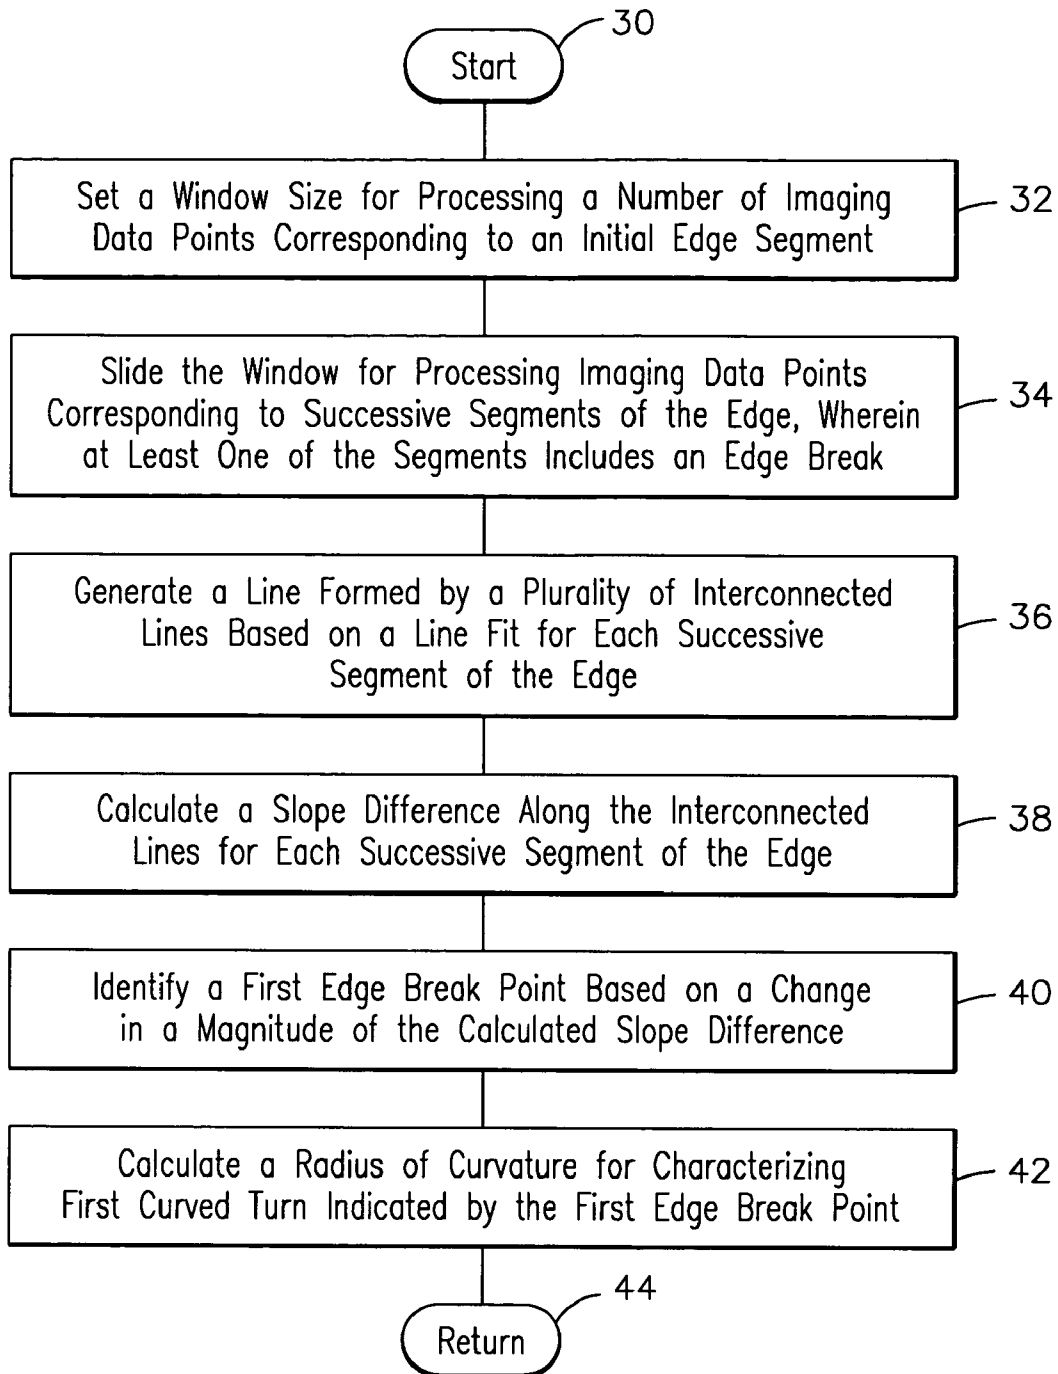 30
Start
Set a Window Size for Processing a Number of Imaging
Data Points Corresponding to an Initial Edge Segment
32
Slide the Window for Processing Imaging Data Points
Corresponding to Successive Segments of the Edge, Wherein
at Least One of the Segments Includes an Edge Break
34
Generate a Line Formed by a Plurality of Interconnected
Lines Based on a Line Fit for Each Successive
Segment of the Edge
36
Calculate a Slope Difference Along the Interconnected
Lines for Each Successive Segment of the Edge
38
Identify a First Edge Break Point Based on a Change
in a Magnitude of the Calculated Slope Difference
40
Calculate a Radius of Curvature for Characterizing
First Curved Turn Indicated by the First Edge Break Point
42
44
Return